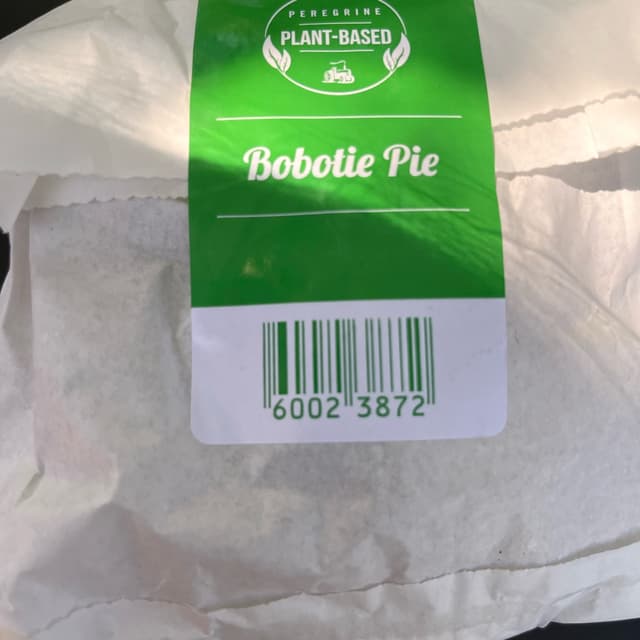 PEREGRINE
PLANT-BASED
Bobotie Pie
6002 3872